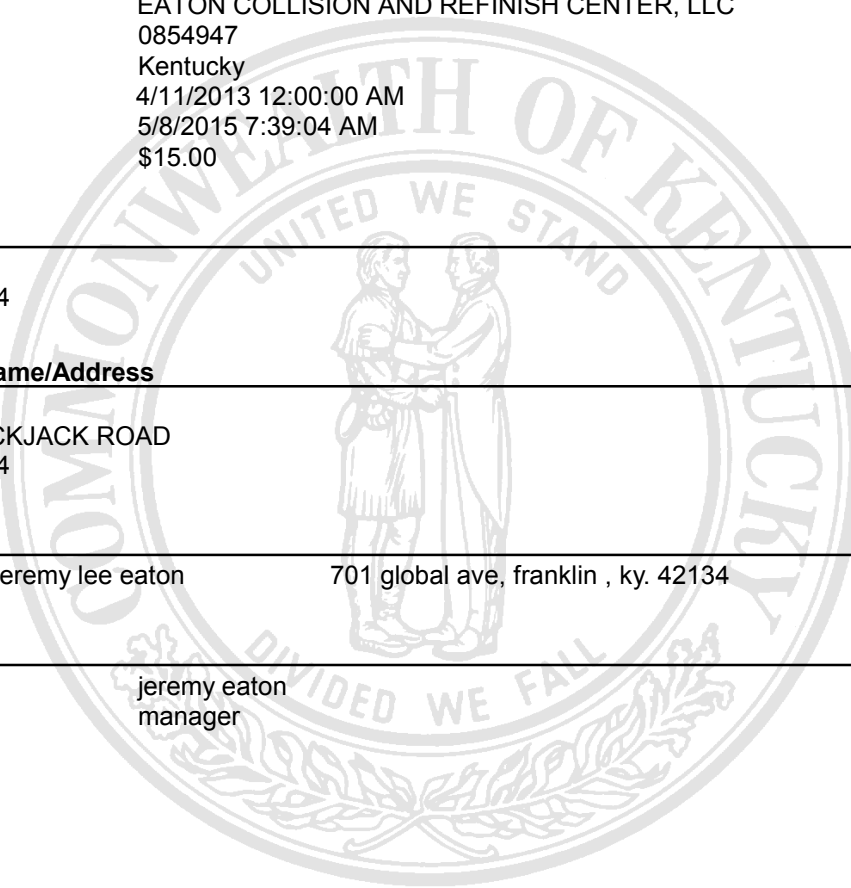 EATON COLLISION AND REFINISH CENTER, LLC
0854947
Kentucky
4/11/2013 12:00:00 AM
5/8/2015 7:39:04 AM
$15.00
4
ame/Address
CKJACK ROAD
4
eremy lee eaton 701 global ave, franklin , ky. 42134
jeremy eaton
manager
COMMONWEALTH OF KENTUCKY
UNITED WE STAND
DIVIDED WE FALL